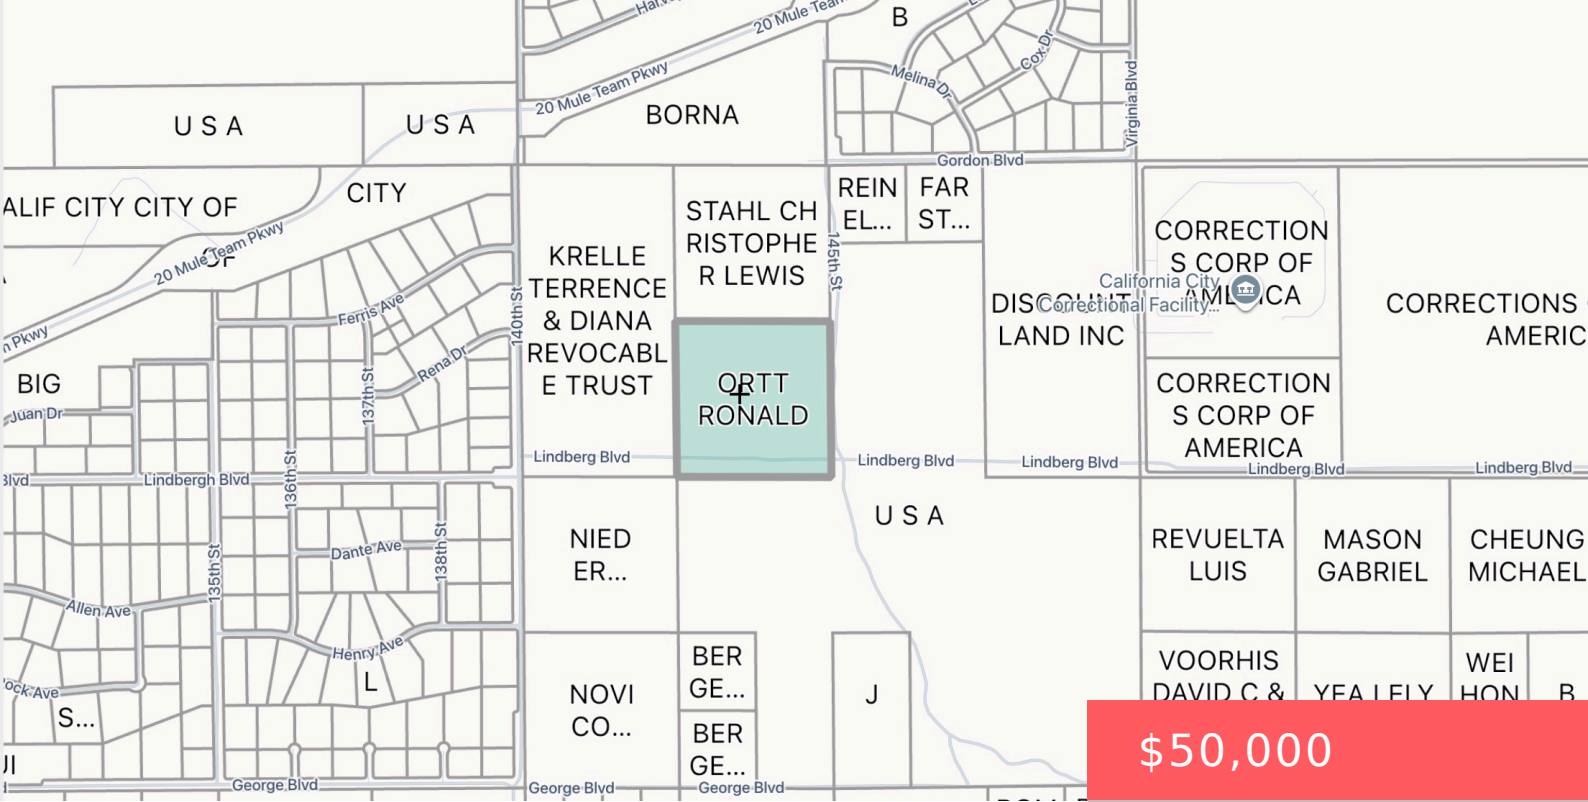 20 Mule Team Pkwy
B
Cox Dr
Melina Dr
Virginia Blvd
20 Mule Team Pkwy
BORNA
U S A
U S A
Gordon Blvd
ALIF CITY CITY OF
CITY
OF
20 Mule Team Pkwy
KRELLE
TERRENCE
& DIANA
REVOCABL
E TRUST
STAHL CH
RISTOPHE
R LEWIS
REIN
EL...
FAR
ST...
145th St
140th St
DISCOUNT
LAND INC
CORRECTION
S CORP OF
AMERICA
California City
Correctional Facility...
CORRECTIONS
AMERIC
Ferris Ave
Rena Dr
137th St
Pkwy
BIG
Juan Dr
ORTT
RONALD
CORRECTION
S CORP OF
AMERICA
Lindberg Blvd
Lindberg Blvd
Lindberg Blvd
Lindberg Blvd
Lindberg Blvd
Blvd
Lindbergh Blvd
136th St
135th St
138th St
Dante Ave
Allen Ave
Henry Ave
ock Ave
L
S...
U S A
NIED
ER...
REVUELTA
LUIS
MASON
GABRIEL
CHEUNG
MICHAEL
NOVI
CO...
BER
GE...
BER
GE...
J
VOORHIS
DAVID C &
YEA LELY
WEI
HON
B
George Blvd
George Blvd
George Blvd
$50,000